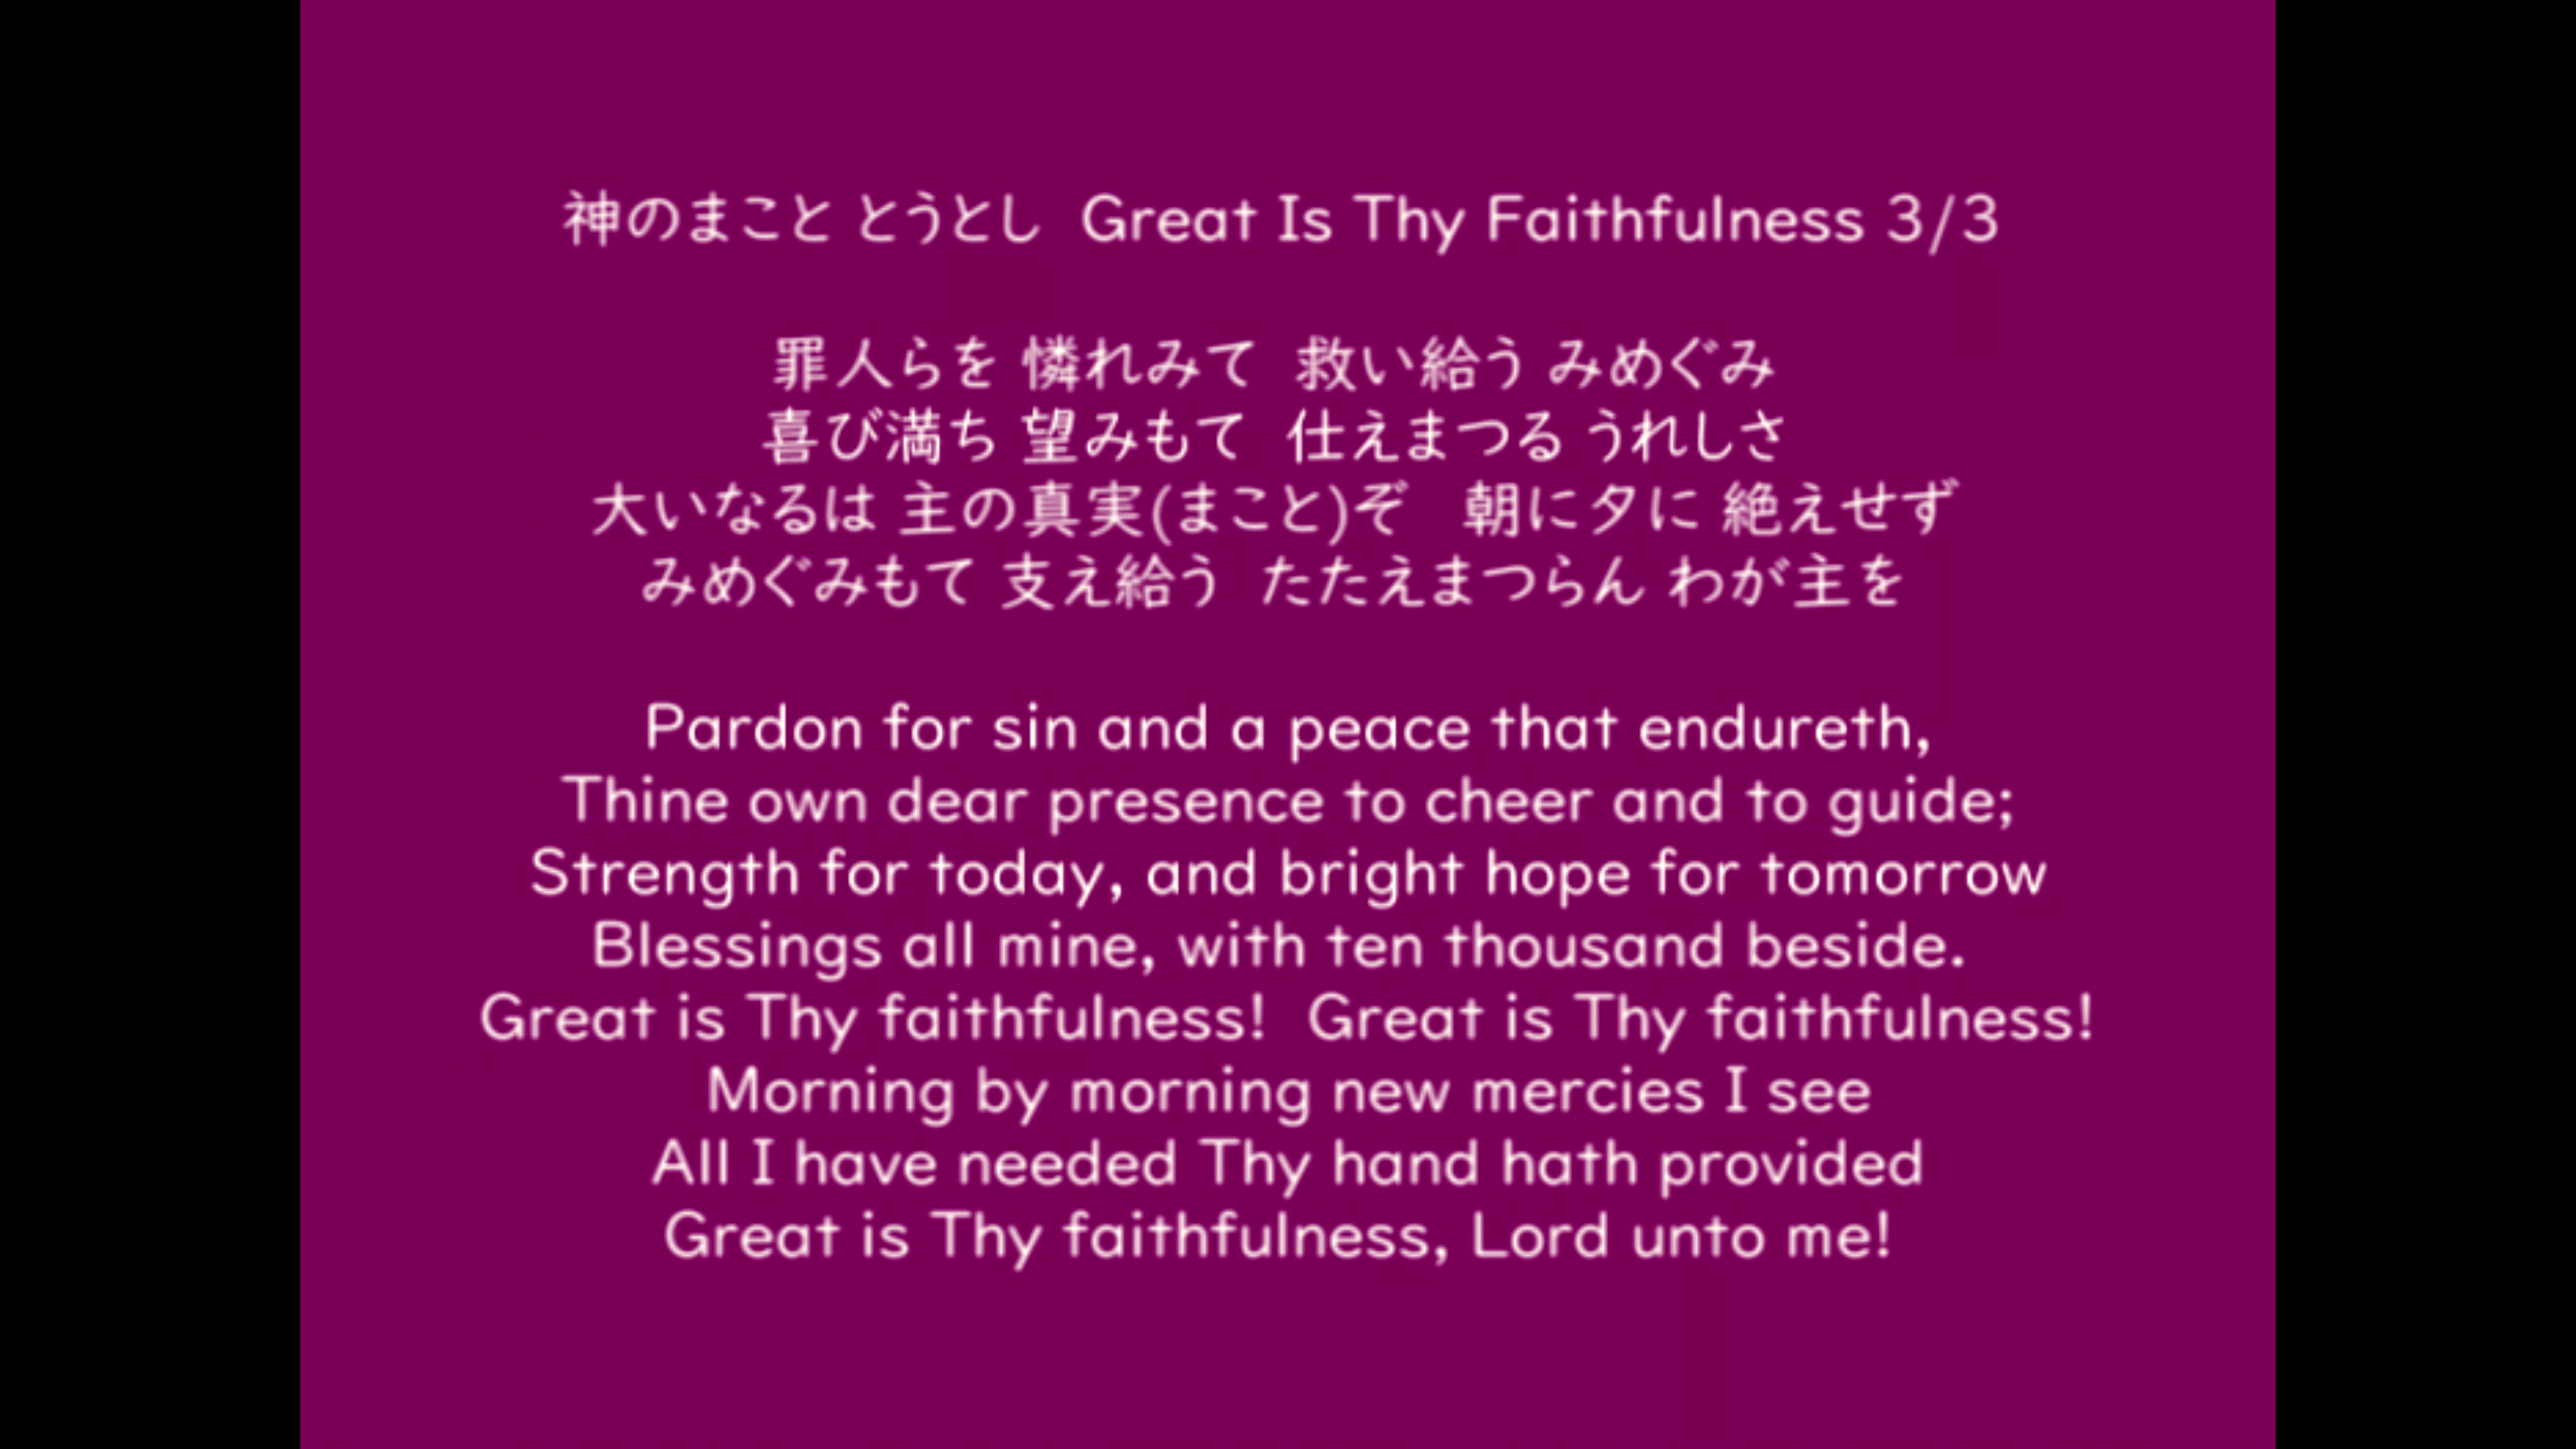 神のまこと とうとし  Great Is Thy Faithfulness 3/3
罪人らを 憐れみて  救い給う みめぐみ
喜び満ち 望みもて  仕えまつる うれしさ
大いなるは 主の真実(まこと)ぞ   朝に夕に 絶えせず
みめぐみもて 支え給う  たたえまつらん わが主を
Pardon for sin and a peace that endureth,
Thine own dear presence to cheer and to guide;
Strength for today, and bright hope for tomorrow
Blessings all mine, with ten thousand beside.
Great is Thy faithfulness!  Great is Thy faithfulness!
Morning by morning new mercies I see
All I have needed Thy hand hath provided
Great is Thy faithfulness, Lord unto me!